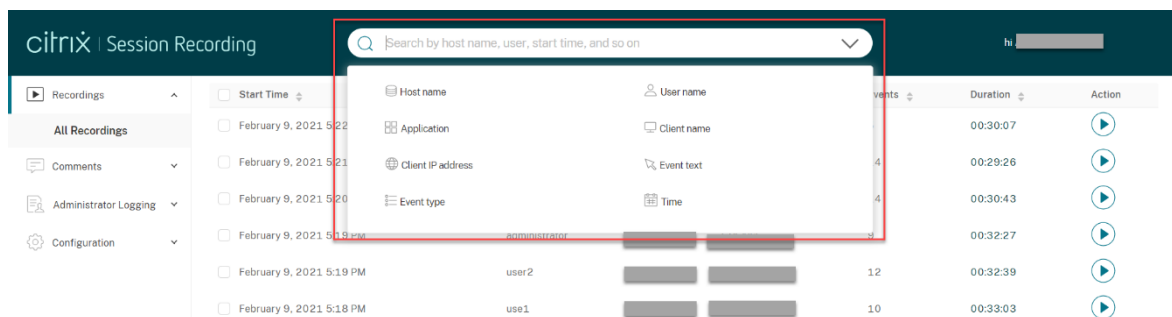 citrix | Session Recording
Search by host name, user, start time, and so on
hi
Recordings
Start Time
Host name
User name
Duration
Action
All Recordings
February 9, 2021 5:22
Application
Client name
00:30:07
Comments
February 9, 2021 5:21
Client IP address
Event text
4
00:29:26
Administrator Logging
February 9, 2021 5:20
Event type
Time
4
00:30:43
Configuration
February 9, 2021 5:19 PM
administrator
8
00:32:27
February 9, 2021 5:19 PM
user2
12
00:32:39
February 9, 2021 5:18 PM
use1
10
00:33:03